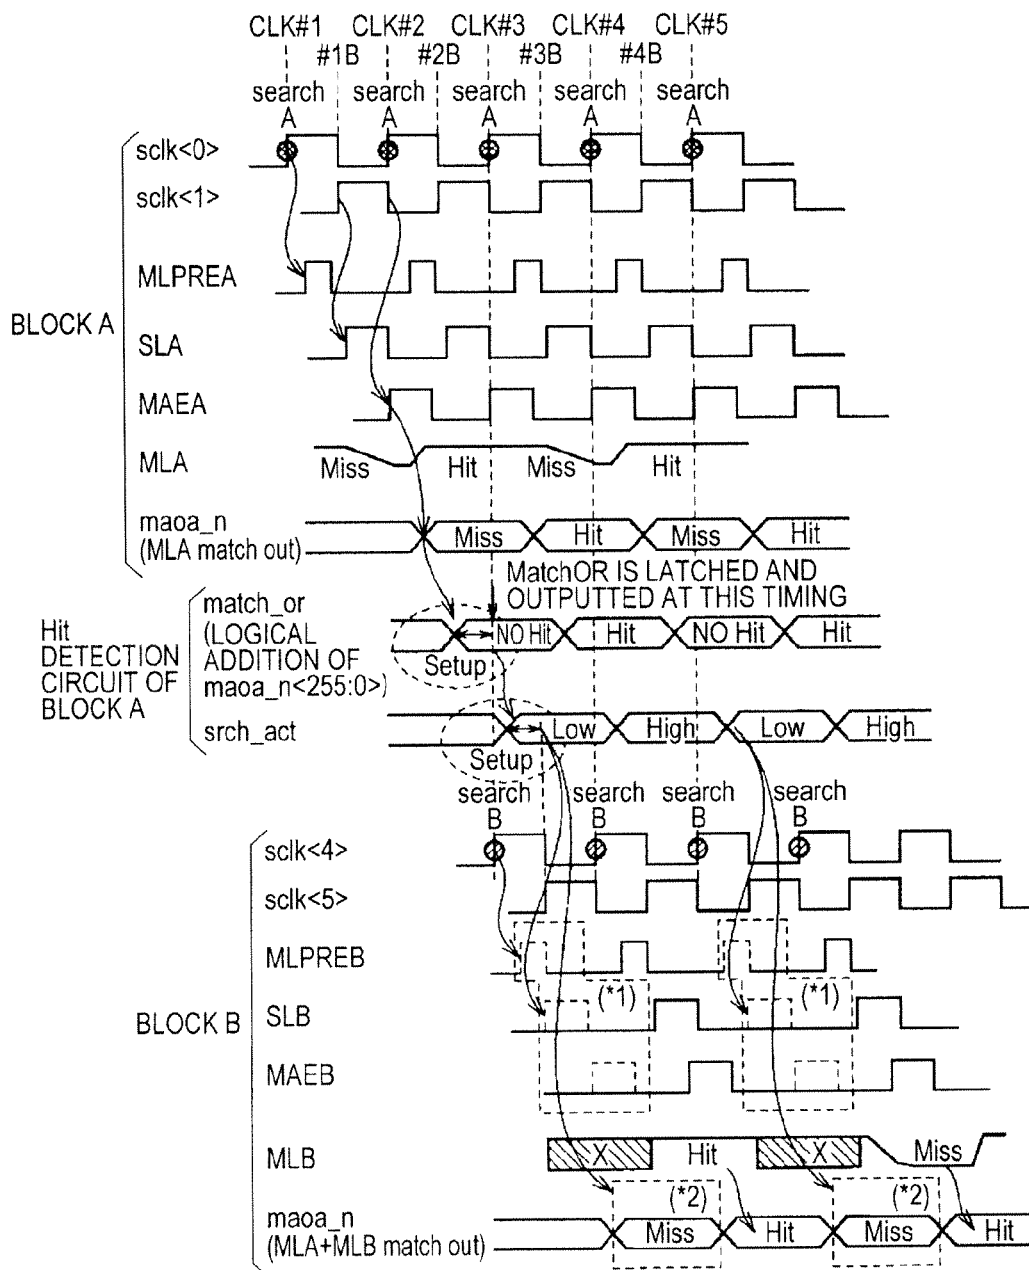 CLK#1 CLK#2 CLK#3 CLK#4 CLK#5
#1B #2B #3B #4B
search search search search search
A A A A A
sclk<0>
sclk<1>
MLPREA
BLOCK A
SLA
MAEA
MLA
Miss Hit Miss Hit
maoa_n
(MLA match out)
Miss Hit Miss Hit
MatchOR IS LATCHED AND
OUTPUTTED AT THIS TIMING
Hit
DETECTION
CIRCUIT OF
BLOCK A
match_or
(LOGICAL
ADDITION OF
maoa_n<255:0>)
NO Hit Hit NO Hit Hit
Setup
srch_act
Low High Low High
Setup
search search search search
B B B B
sclk<4>
sclk<5>
MLPREB
BLOCK B
SLB
(*1) (*1)
MAEB
MLB
X Hit X Miss
(*2) (*2)
maoa_n
(MLA+MLB match out)
Miss Hit Miss Hit